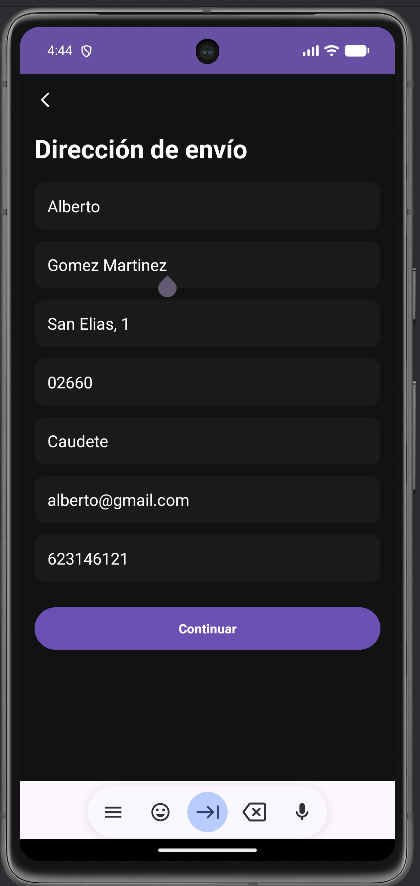 4:44
Dirección de envío
Alberto
Gomez Martinez
San Elias, 1
02660
Caudete
alberto@gmail.com
623146121
Continuar